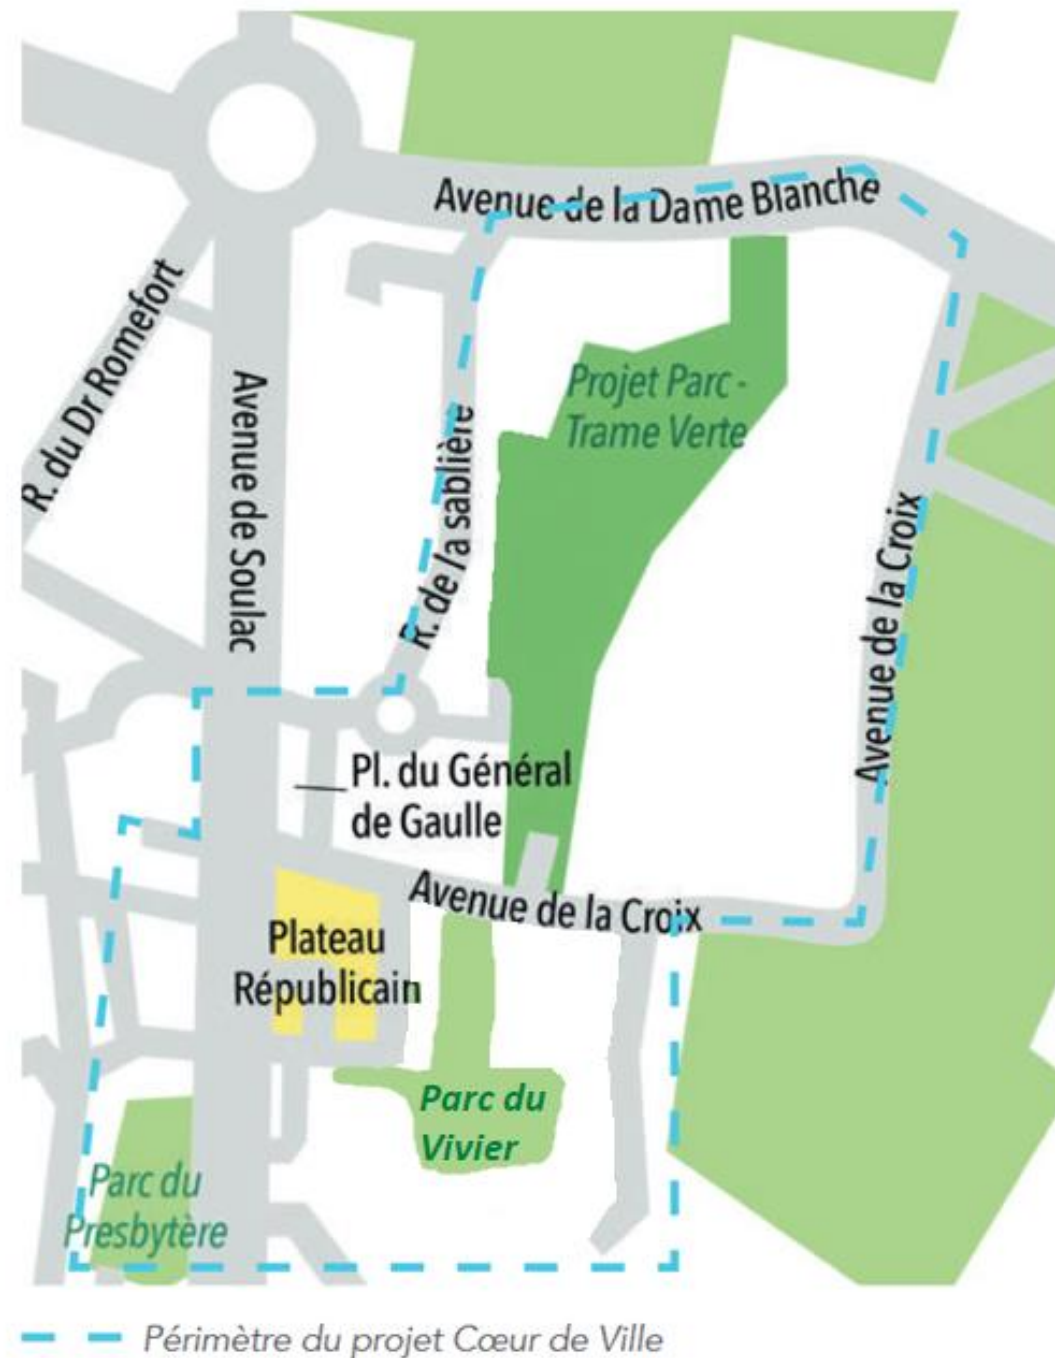 Avenue de la Dame Blanche
R. du Dr Romefort
Avenue de Soulac
R. de la sablière
Projet Parc -
Trame Verte
Avenue de la Croix
Pl. du Général
de Gaulle
Avenue de la Croix
Plateau
Républicain
Parc du
Vivier
Parc du
Presbytère
Périmètre du projet Cœur de Ville